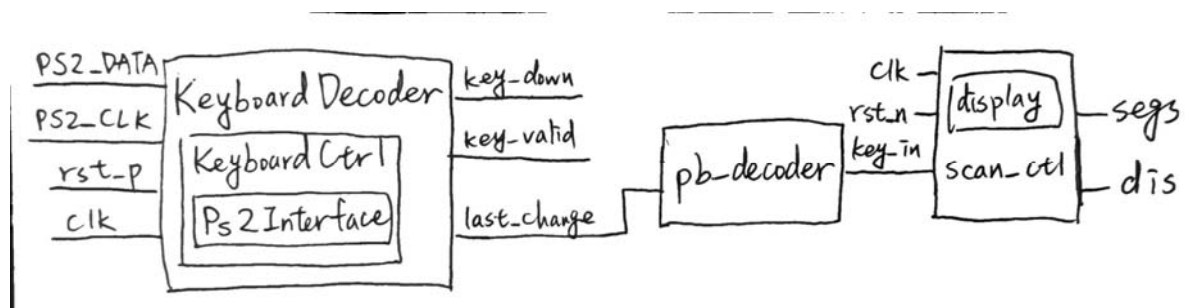 PS2_DATA
PS2_CLK
rst_p
clk
Keyboard Decoder
Keyboard Ctrl
Ps2 Interface
key_down
key_valid
last_change
pb_decoder
clk
rst_n
key_in
display
scan_ctl
segs
dis